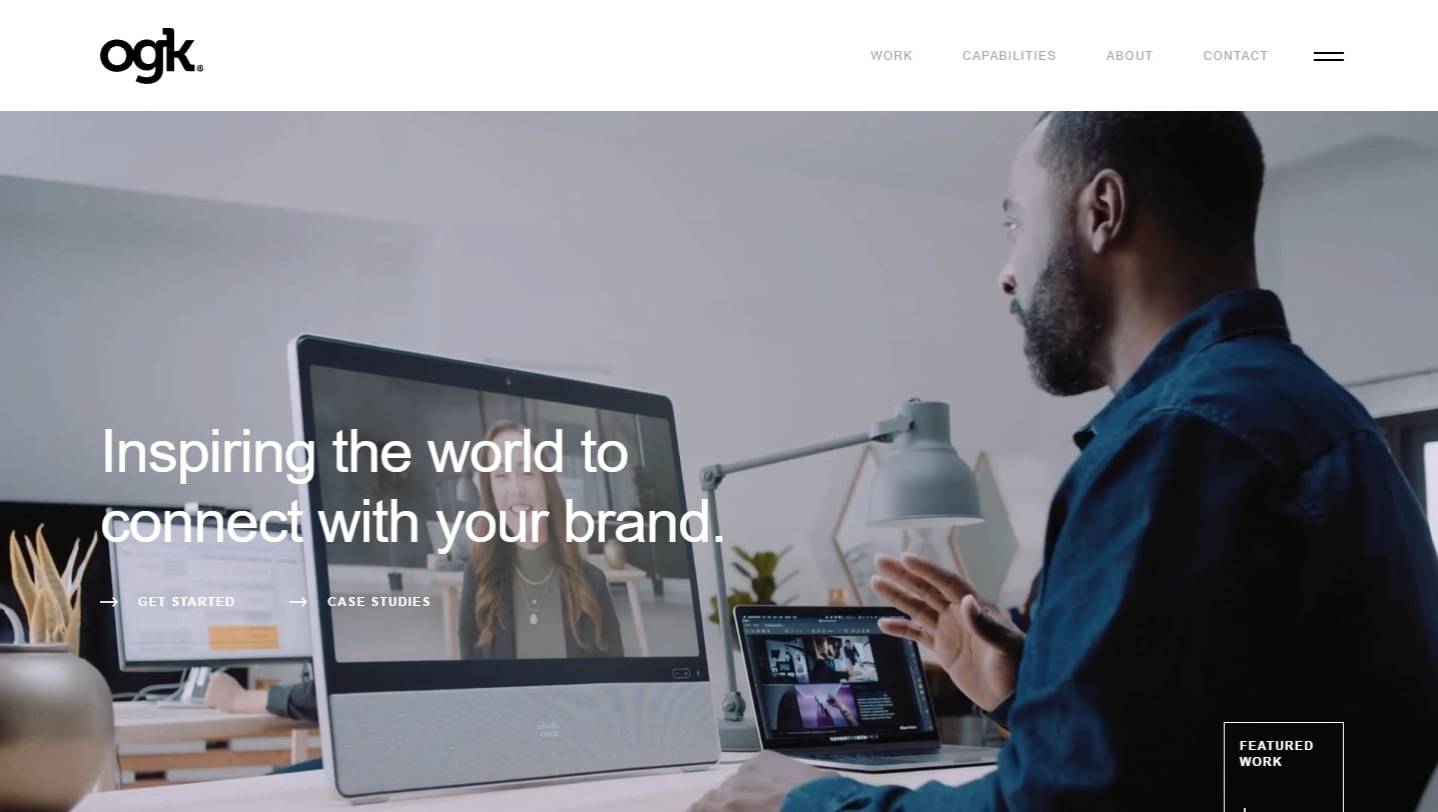 ogk®
WORK CAPABILITIES ABOUT CONTACT
Inspiring the world to
connect with your brand.
GET STARTED CASE STUDIES
cisco
FEATURED
WORK